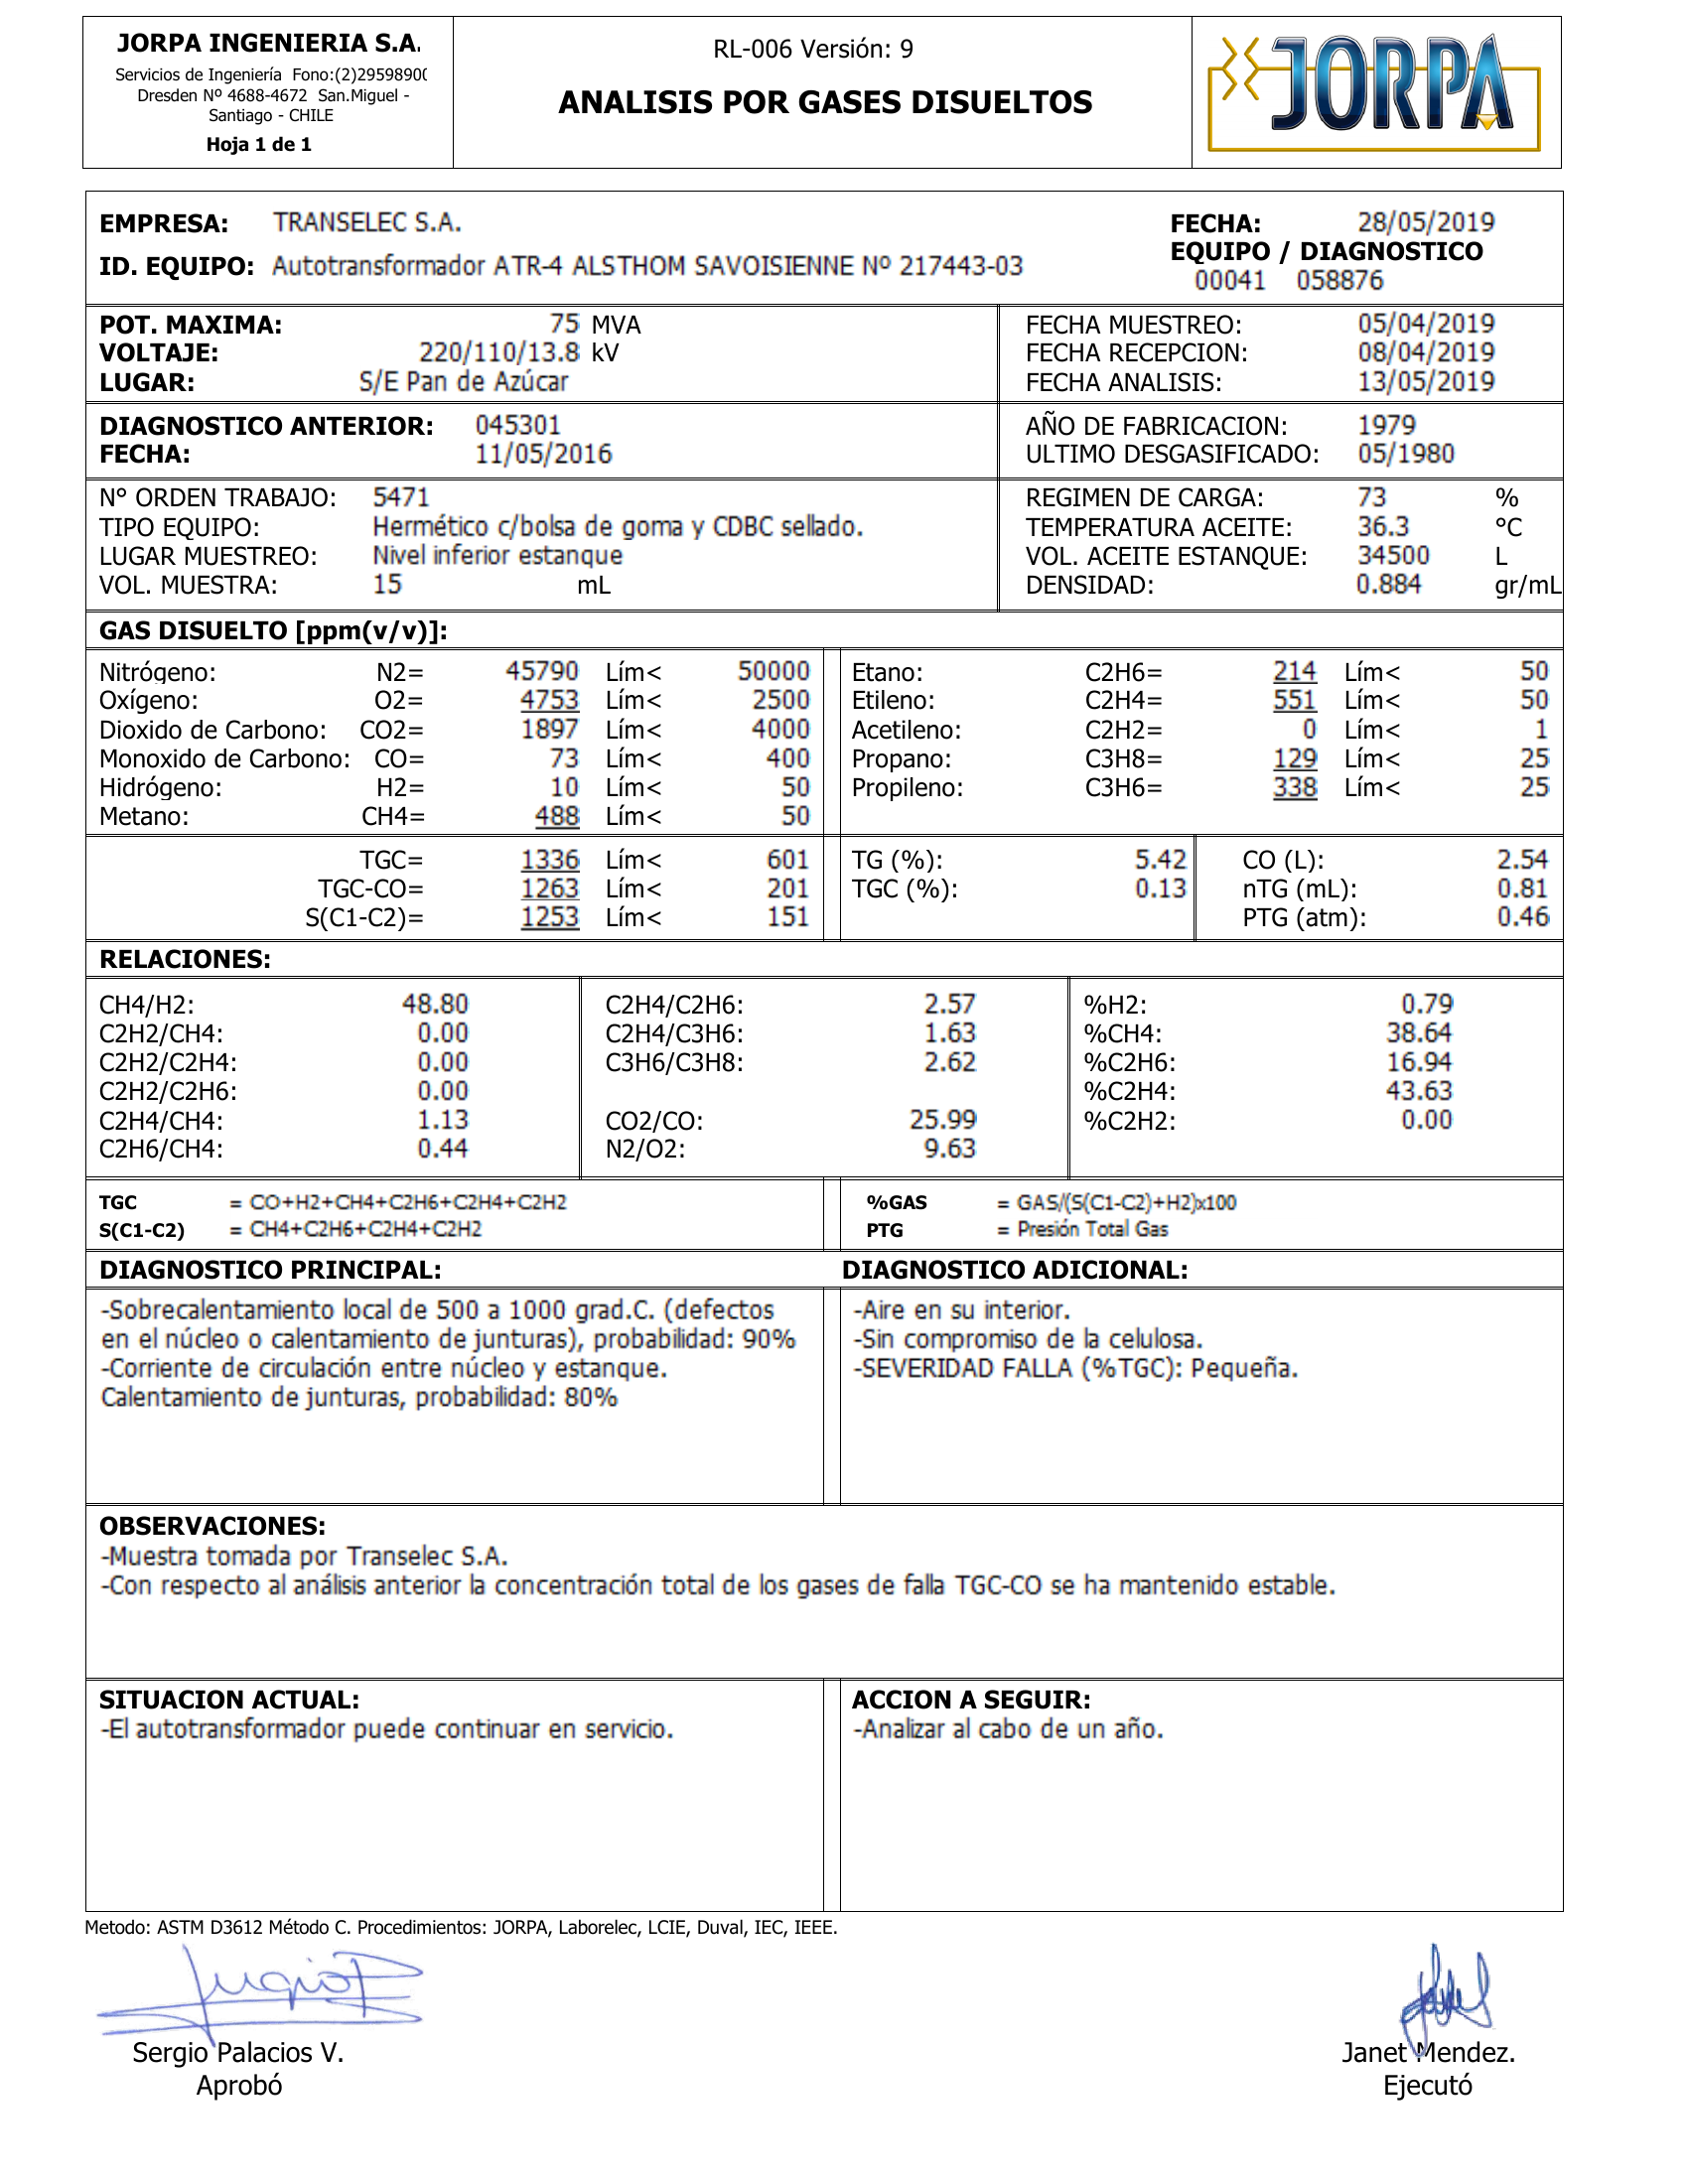 JORPA INGENIERIA S.A.
Servicios de Ingeniería Fono:(2)29598900
Dresden Nº 4688-4672 San.Miguel -
Santiago - CHILE
Hoja 1 de 1
RL-006 Versión: 9
ANALISIS POR GASES DISUELTOS
JORPA
EMPRESA: TRANSELEC S.A.
ID. EQUIPO: Autotransformador ATR-4 ALSTHOM SAVOISIENNE Nº 217443-03
FECHA: 28/05/2019
EQUIPO / DIAGNOSTICO
00041 058876
POT. MAXIMA: 75 MVA
VOLTAJE: 220/110/13.8 kV
LUGAR: S/E Pan de Azúcar
FECHA MUESTREO: 05/04/2019
FECHA RECEPCION: 08/04/2019
FECHA ANALISIS: 13/05/2019
DIAGNOSTICO ANTERIOR: 045301
FECHA: 11/05/2016
AÑO DE FABRICACION: 1979
ULTIMO DESGASIFICADO: 05/1980
N° ORDEN TRABAJO: 5471
TIPO EQUIPO: Hermético c/bolsa de goma y CDBC sellado.
LUGAR MUESTREO: Nivel inferior estanque
VOL. MUESTRA: 15 mL
REGIMEN DE CARGA: 73 %
TEMPERATURA ACEITE: 36.3 °C
VOL. ACEITE ESTANQUE: 34500 L
DENSIDAD: 0.884 gr/mL
GAS DISUELTO [ppm(v/v)]:
Nitrógeno: N2= 45790 Lím< 50000
Oxígeno: O2= 4753 Lím< 2500
Dioxido de Carbono: CO2= 1897 Lím< 4000
Monoxido de Carbono: CO= 73 Lím< 400
Hidrógeno: H2= 10 Lím< 50
Metano: CH4= 488 Lím< 50
Etano: C2H6= 214 Lím< 50
Etileno: C2H4= 551 Lím< 50
Acetileno: C2H2= 0 Lím< 1
Propano: C3H8= 129 Lím< 25
Propileno: C3H6= 338 Lím< 25
TGC= 1336 Lím< 601
TGC-CO= 1263 Lím< 201
S(C1-C2)= 1253 Lím< 151
TG (%): 5.42
TGC (%): 0.13
CO (L): 2.54
nTG (mL): 0.81
PTG (atm): 0.46
RELACIONES:
CH4/H2: 48.80
C2H2/CH4: 0.00
C2H2/C2H4: 0.00
C2H2/C2H6: 0.00
C2H4/CH4: 1.13
C2H6/CH4: 0.44
C2H4/C2H6: 2.57
C2H4/C3H6: 1.63
C3H6/C3H8: 2.62
CO2/CO: 25.99
N2/O2: 9.63
%H2: 0.79
%CH4: 38.64
%C2H6: 16.94
%C2H4: 43.63
%C2H2: 0.00
TGC = CO+H2+CH4+C2H6+C2H4+C2H2
S(C1-C2) = CH4+C2H6+C2H4+C2H2
%GAS = GAS/(S(C1-C2)+H2)x100
PTG = Presión Total Gas
DIAGNOSTICO PRINCIPAL:
-Sobrecalentamiento local de 500 a 1000 grad.C. (defectos
en el núcleo o calentamiento de junturas), probabilidad: 90%
-Corriente de circulación entre núcleo y estanque.
Calentamiento de junturas, probabilidad: 80%
DIAGNOSTICO ADICIONAL:
-Aire en su interior.
-Sin compromiso de la celulosa.
-SEVERIDAD FALLA (%TGC): Pequeña.
OBSERVACIONES:
-Muestra tomada por Transelec S.A.
-Con respecto al análisis anterior la concentración total de los gases de falla TGC-CO se ha mantenido estable.
SITUACION ACTUAL:
-El autotransformador puede continuar en servicio.
ACCION A SEGUIR:
-Analizar al cabo de un año.
Metodo: ASTM D3612 Método C. Procedimientos: JORPA, Laborelec, LCIE, Duval, IEC, IEEE.
Sergio Palacios V.
Aprobó
Janet Mendez.
Ejecutó